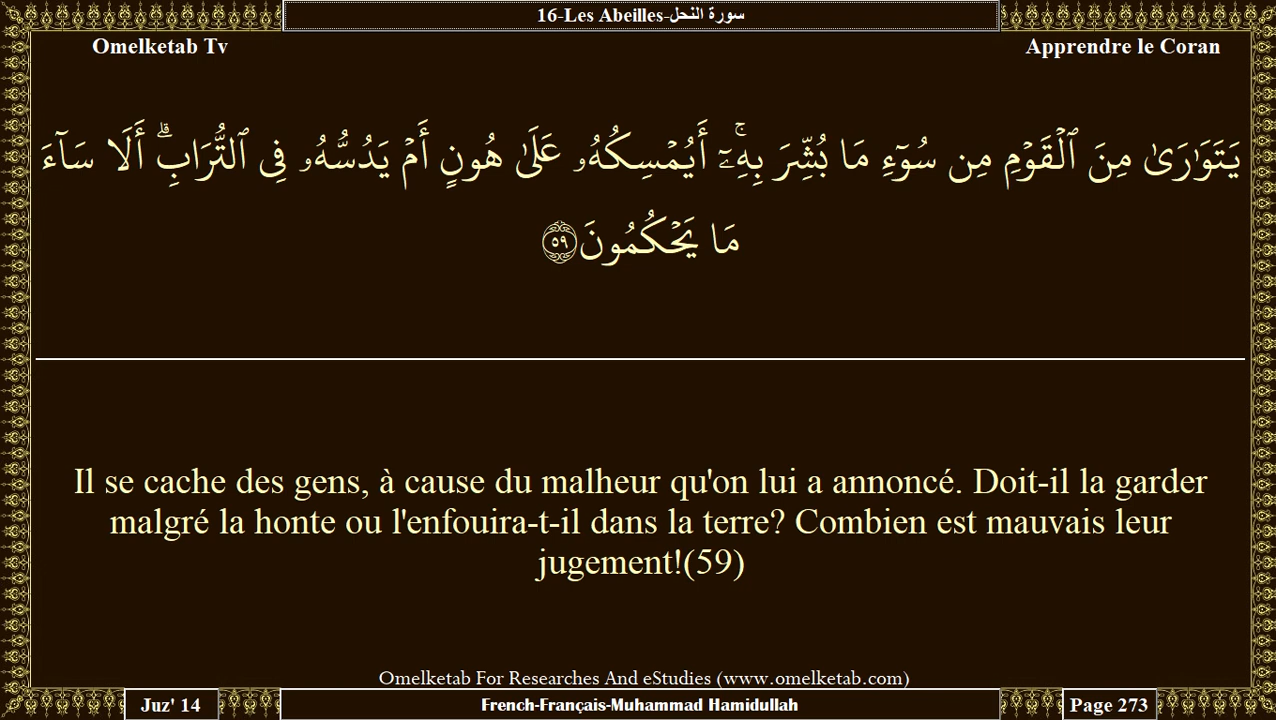 16-Les Abeilles-سورة النحل
Omelketab Tv
Apprendre le Coran
يَتَوَٰرَىٰ مِنَ ٱلْقَوْمِ مِن سُوٓءِ مَا بُشِّرَ بِهِۦٓ ۚ أَيُمْسِكُهُۥ عَلَىٰ هُونٍ أَمْ يَدُسُّهُۥ فِى ٱلتُّرَابِ ۗ أَلَا سَآءَ
مَا يَحْكُمُونَ ٥٩
Il se cache des gens, à cause du malheur qu'on lui a annoncé. Doit-il la garder
malgré la honte ou l'enfouira-t-il dans la terre? Combien est mauvais leur
jugement!(59)
Omelketab For Researches And eStudies (www.omelketab.com)
Juz' 14
French-Français-Muhammad Hamidullah
Page 273